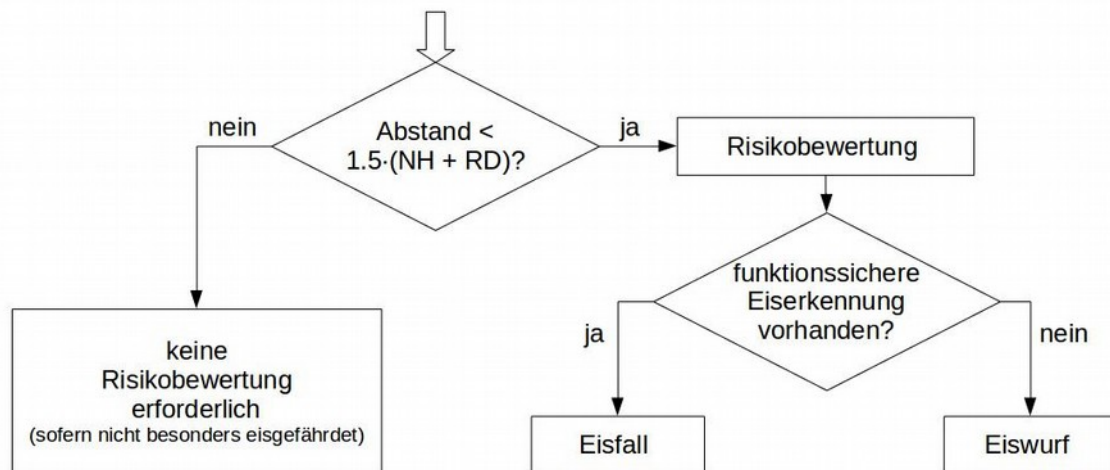 nein
Abstand <
1.5·(NH + RD)?
ja
Risikobewertung
funktionssichere
Eiserkennung
vorhanden?
ja
nein
keine
Risikobewertung
erforderlich
(sofern nicht besonders eisgefährdet)
Eisfall
Eiswurf